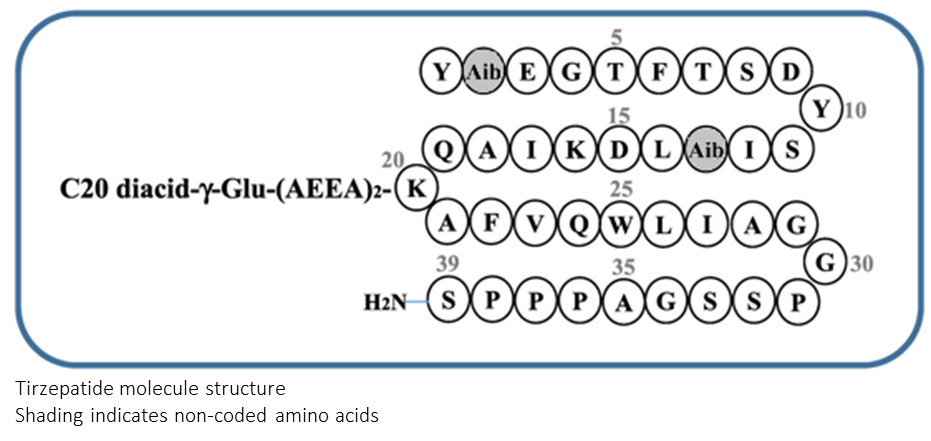 5
Y Aib E G T F T S D
Y 10
15
Q A I K D L Aib I S
20
C20 diacid-γ-Glu-(AEEA)2- K
25
A F V Q W L I A G
G 30
39 35
H2N S P P P A G S S P
Tirzepatide molecule structure
Shading indicates non-coded amino acids